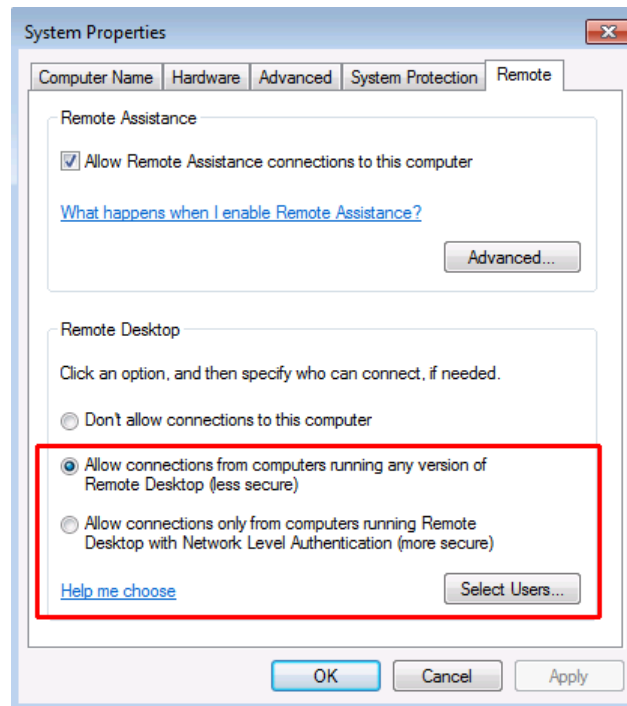 System Properties
Computer Name Hardware Advanced System Protection Remote
Remote Assistance
Allow Remote Assistance connections to this computer
What happens when I enable Remote Assistance?
Advanced...
Remote Desktop
Click an option, and then specify who can connect, if needed.
Don't allow connections to this computer
Allow connections from computers running any version of
Remote Desktop (less secure)
Allow connections only from computers running Remote
Desktop with Network Level Authentication (more secure)
Help me choose
Select Users...
OK Cancel Apply